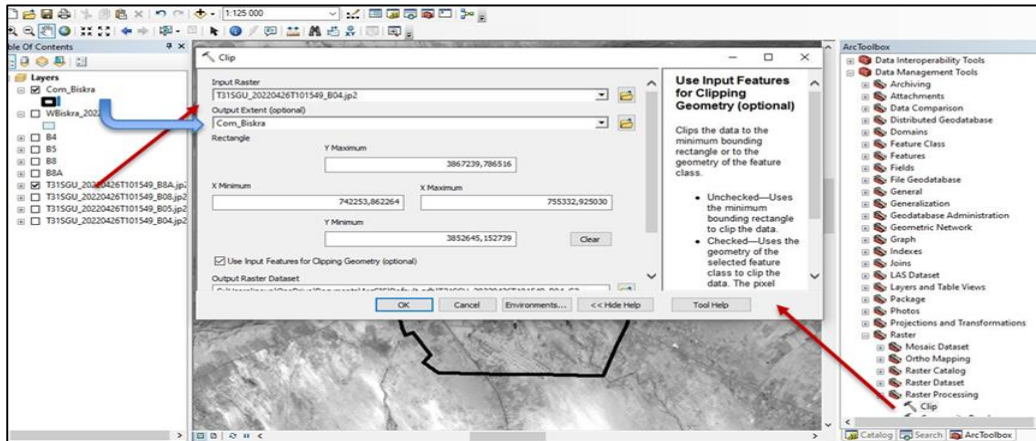 1:125 000
ble Of Contents
Layers
Com_Biskra
WBiskra_202
B4
B5
B8
B8A
T31SGU_20220426T101549_B8A.jp2
T31SGU_20220426T101549_B08.jp2
T31SGU_20220426T101549_B05.jp2
T31SGU_20220426T101549_B04.jp2
Clip
Input Raster
T31SGU_20220426T101549_B04.jp2
Output Extent (optional)
Com_Biskra
Rectangle
Y Maximum
3867239,786516
X Minimum
X Maximum
742253,862264
755332,925030
Y Minimum
3852645,152739
Clear
Use Input Features for Clipping Geometry (optional)
Output Raster Dataset
OK
Cancel
Environments...
<< Hide Help
Tool Help
Use Input Features
for Clipping
Geometry (optional)
Clips the data to the
minimum bounding
rectangle or to the
geometry of the feature
class.
• Unchecked—Uses
the minimum
bounding rectangle
to clip the data.
• Checked—Uses the
geometry of the
selected feature
class to clip the
data. The pixel
ArcToolbox
Data Interoperability Tools
Data Management Tools
Archiving
Attachments
Data Comparison
Distributed Geodatabase
Domains
Feature Class
Features
Fields
File Geodatabase
General
Generalization
Geodatabase Administration
Geometric Network
Graph
Indexes
Joins
LAS Dataset
Layers and Table Views
Package
Photos
Projections and Transformations
Raster
Mosaic Dataset
Ortho Mapping
Raster Catalog
Raster Dataset
Raster Processing
Clip
Catalog
Search
ArcToolbox